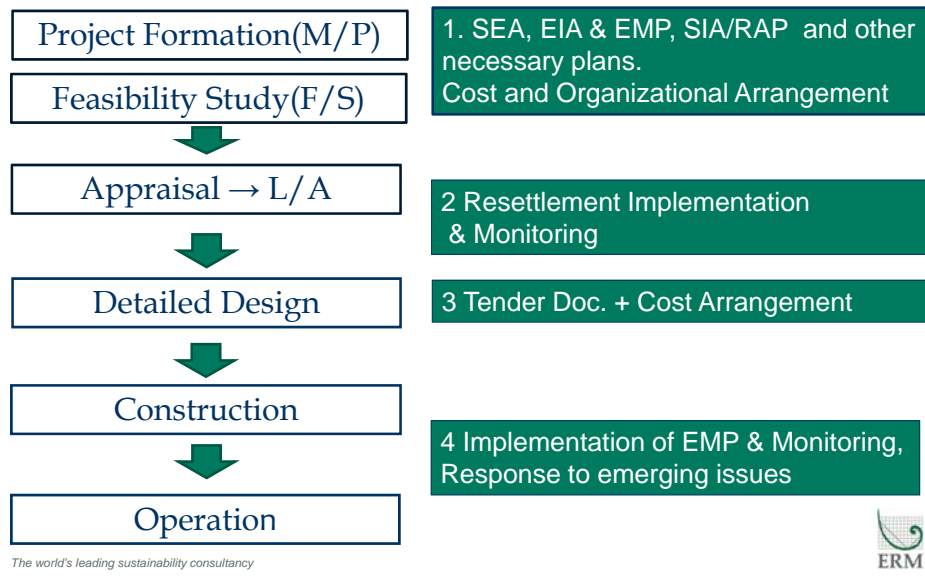 Project Formation(M/P)
1. SEA, EIA & EMP, SIA/RAP and other
necessary plans.
Cost and Organizational Arrangement
Feasibility Study(F/S)
Appraisal → L/A
2 Resettlement Implementation
& Monitoring
Detailed Design
3 Tender Doc. + Cost Arrangement
Construction
4 Implementation of EMP & Monitoring,
Response to emerging issues
Operation
The world's leading sustainability consultancy
ERM